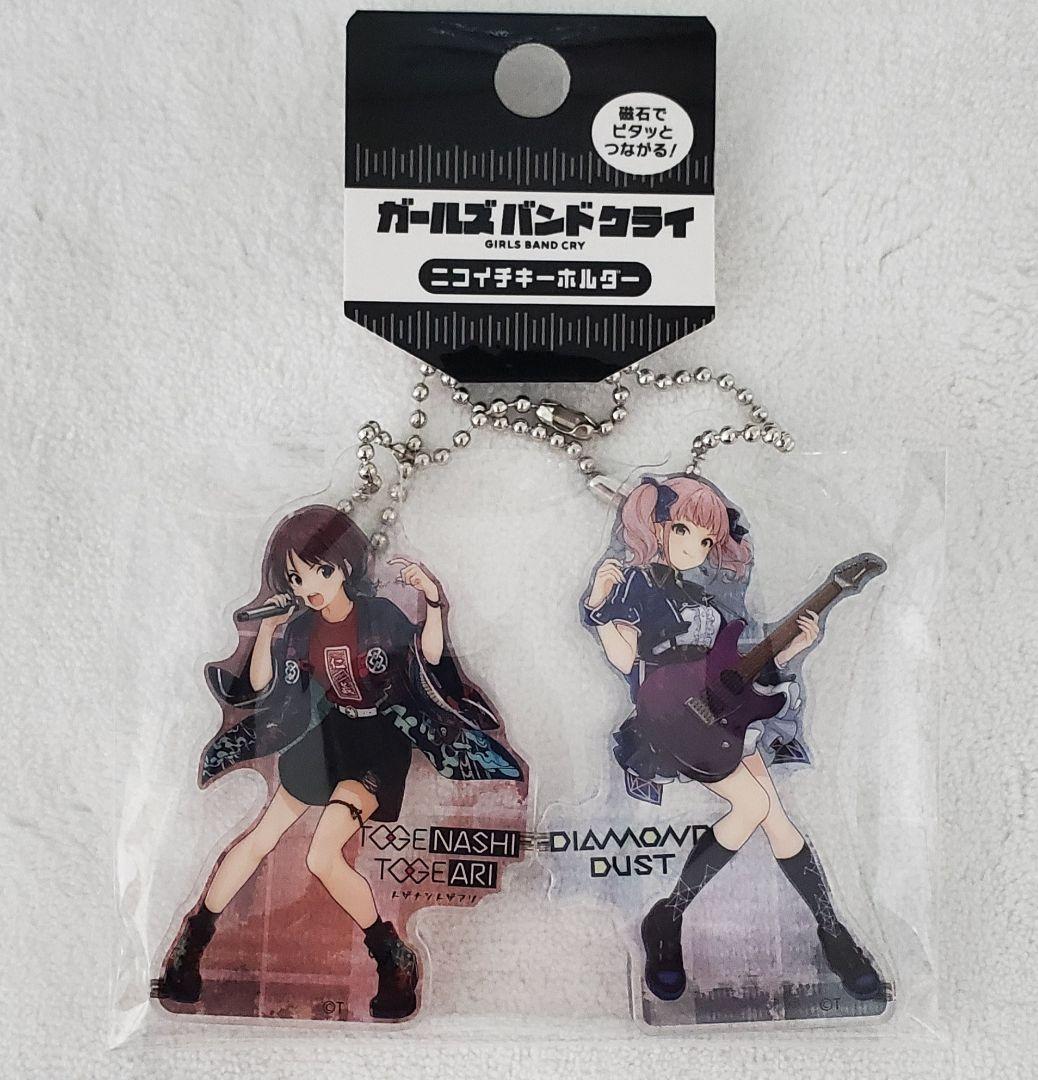 磁石で
ピタッと
つながる!
ガールズバンドクライ
GIRLS BAND CRY
ニコイチキーホルダー
TOGENASHI
TOGEARI
トゲナシトゲアリ
DIAMOND
DUST
©T
©T